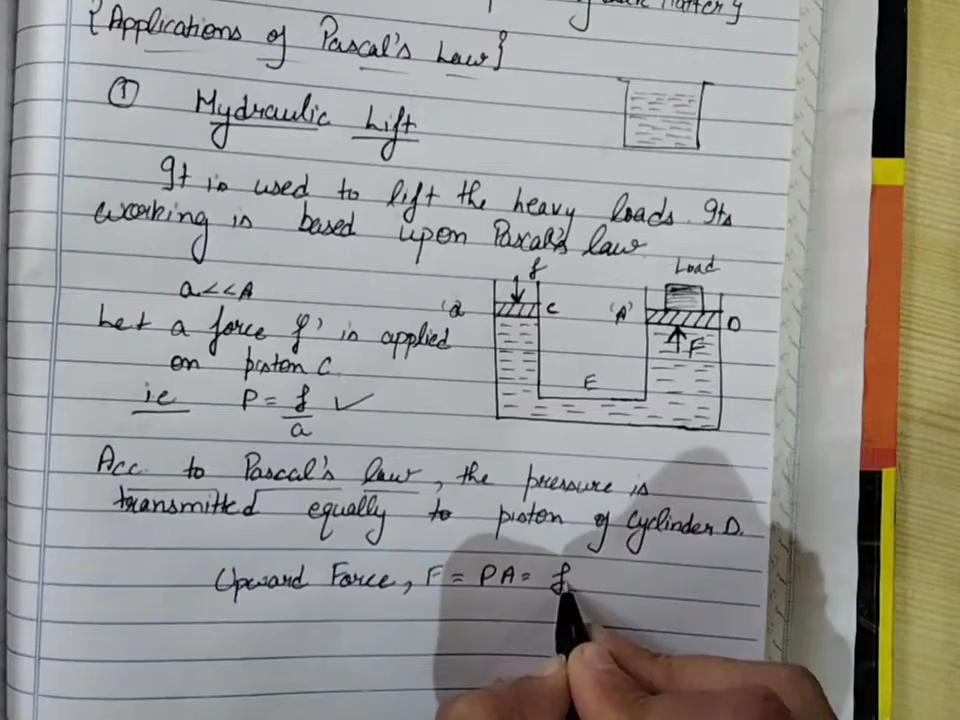 {Applications of Pascal's Law}
① Hydraulic Lift
It is used to lift the heavy loads. Its
working is based upon Pascal's law.
f
Load
a<<A
'a
C
'A'
D
Let a force f' is applied
F
on piston C.
E
ie P = f/a ✓
Acc. to Pascal's law, the pressure is
transmitted equally to piston of Cyclinder D.
Upward Force, F = PA = f